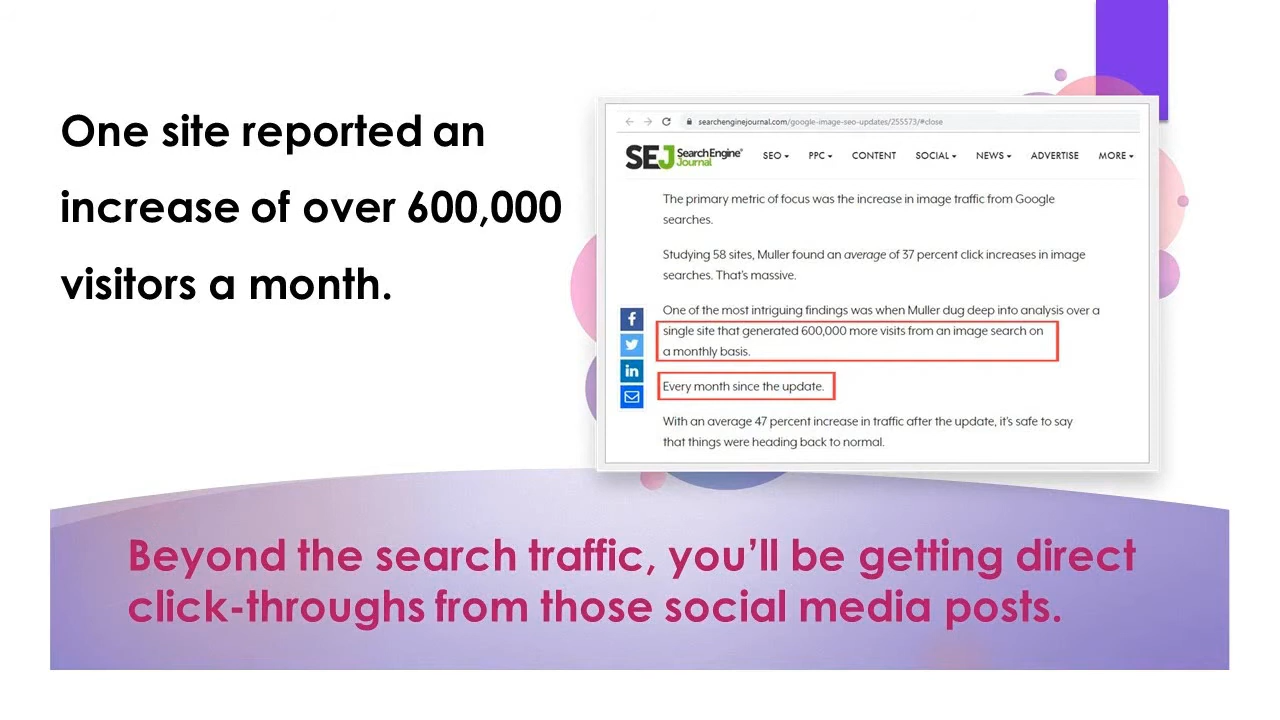 One site reported an
increase of over 600,000
visitors a month.
searchenginejournal.com/google-image-seo-updates/255573/#close
SEJ Search Engine Journal
SEO PPC CONTENT SOCIAL NEWS ADVERTISE MORE
The primary metric of focus was the increase in image traffic from Google
searches.
Studying 58 sites, Muller found an average of 37 percent click increases in image
searches. That's massive.
One of the most intriguing findings was when Muller dug deep into analysis over a
single site that generated 600,000 more visits from an image search on
a monthly basis.
Every month since the update.
With an average 47 percent increase in traffic after the update, it's safe to say
that things were heading back to normal.
Beyond the search traffic, you’ll be getting direct
click-throughs from those social media posts.